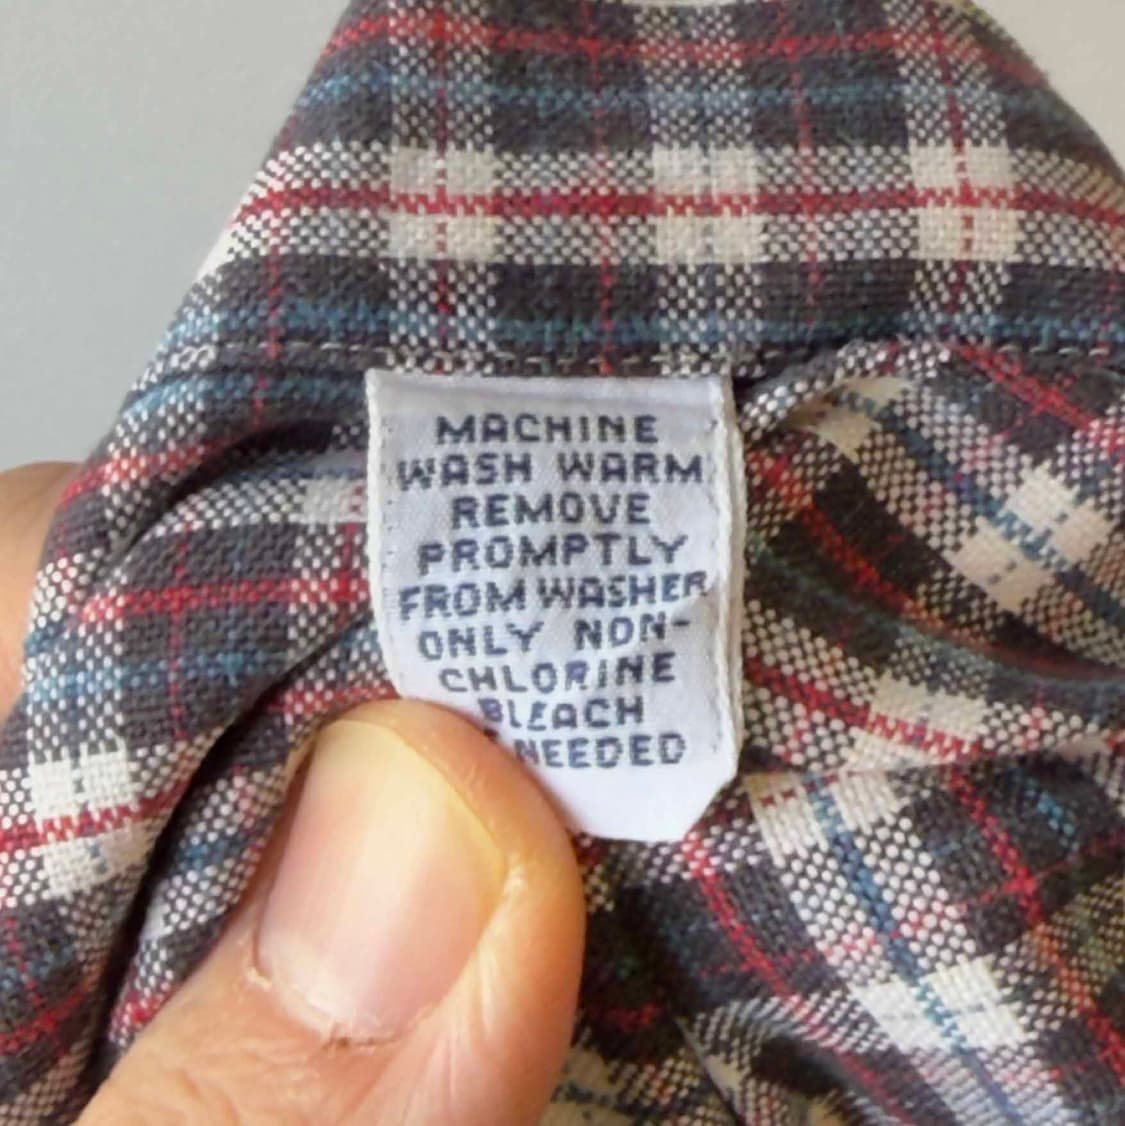 MACHINE
WASH WARM
REMOVE
PROMPTLY
FROM WASHER
ONLY NON-
CHLORINE
BLEACH
NEEDED